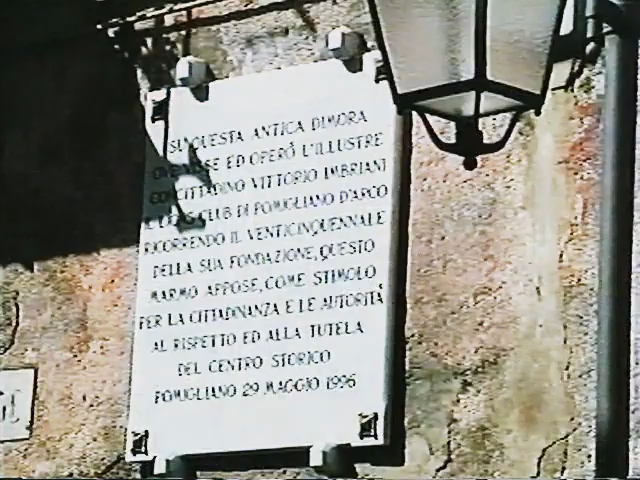 SU QUESTA ANTICA DIMORA
OVE VISSE ED OPERÒ L'ILLUSTRE
CONCITTADINO VITTORIO IMBRIANI
IL LIONS CLUB DI POMIGLIANO D'ARCO
RICORRENDO IL VENTICINQUENNALE
DELLA SUA FONDAZIONE, QUESTO
MARMO APPOSE, COME STIMOLO
PER LA CITTADINANZA E LE AUTORITÀ
AL RISPETTO ED ALLA TUTELA
DEL CENTRO STORICO
POMIGLIANO 29 MAGGIO 1996